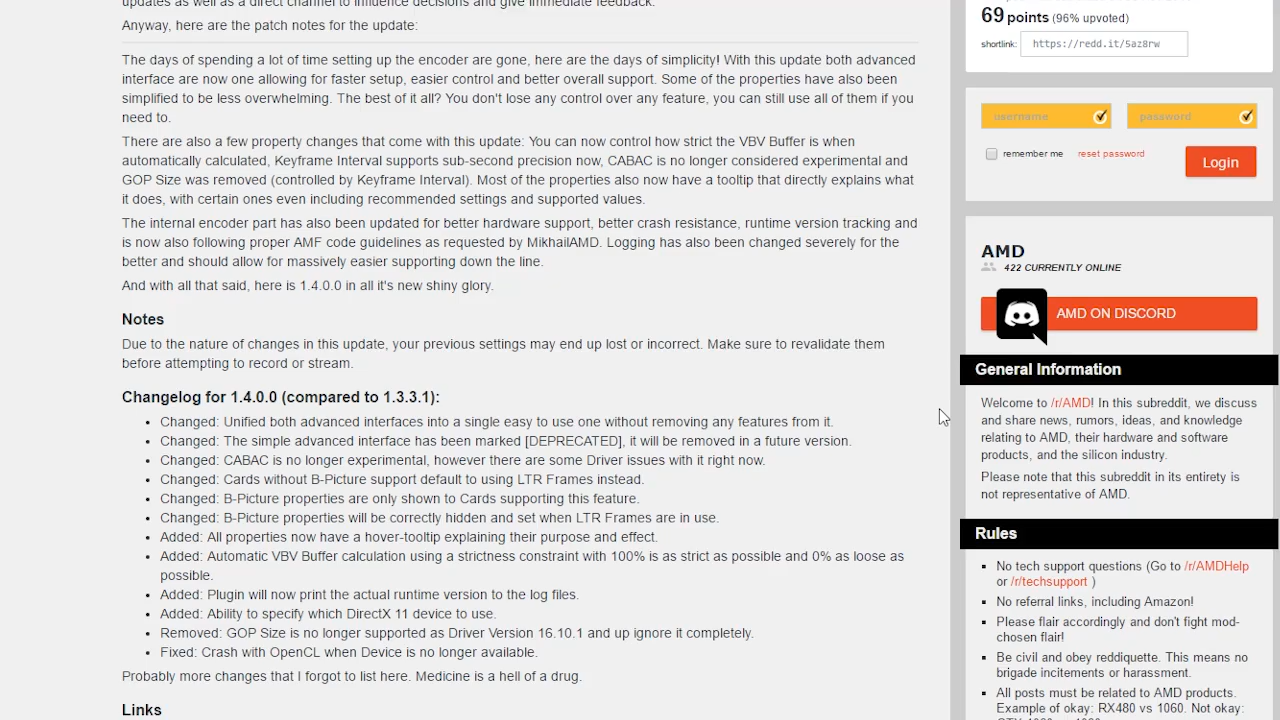 updates as well as a direct channel to influence decisions and give immediate feedback.
Anyway, here are the patch notes for the update:
The days of spending a lot of time setting up the encoder are gone, here are the days of simplicity! With this update both advanced
interface are now one allowing for faster setup, easier control and better overall support. Some of the properties have also been
simplified to be less overwhelming. The best of it all? You don't lose any control over any feature, you can still use all of them if you
need to.
There are also a few property changes that come with this update: You can now control how strict the VBV Buffer is when
automatically calculated, Keyframe Interval supports sub-second precision now, CABAC is no longer considered experimental and
GOP Size was removed (controlled by Keyframe Interval). Most of the properties also now have a tooltip that directly explains what
it does, with certain ones even including recommended settings and supported values.
The internal encoder part has also been updated for better hardware support, better crash resistance, runtime version tracking and
is now also following proper AMF code guidelines as requested by MikhailAMD. Logging has also been changed severely for the
better and should allow for massively easier supporting down the line.
And with all that said, here is 1.4.0.0 in all it's new shiny glory.
Notes
Due to the nature of changes in this update, your previous settings may end up lost or incorrect. Make sure to revalidate them
before attempting to record or stream.
Changelog for 1.4.0.0 (compared to 1.3.3.1):
• Changed: Unified both advanced interfaces into a single easy to use one without removing any features from it.
• Changed: The simple advanced interface has been marked [DEPRECATED], it will be removed in a future version.
• Changed: CABAC is no longer experimental, however there are some Driver issues with it right now.
• Changed: Cards without B-Picture support default to using LTR Frames instead.
• Changed: B-Picture properties are only shown to Cards supporting this feature.
• Changed: B-Picture properties will be correctly hidden and set when LTR Frames are in use.
• Added: All properties now have a hover-tooltip explaining their purpose and effect.
• Added: Automatic VBV Buffer calculation using a strictness constraint with 100% is as strict as possible and 0% as loose as
possible.
• Added: Plugin will now print the actual runtime version to the log files.
• Added: Ability to specify which DirectX 11 device to use.
• Removed: GOP Size is no longer supported as Driver Version 16.10.1 and up ignore it completely.
• Fixed: Crash with OpenCL when Device is no longer available.
Probably more changes that I forgot to list here. Medicine is a hell of a drug.
Links
69 points (96% upvoted)
shortlink: https://redd.it/5az8rw
username password
remember me reset password Login
AMD
422 CURRENTLY ONLINE
AMD ON DISCORD
General Information
Welcome to /r/AMD! In this subreddit, we discuss
and share news, rumors, ideas, and knowledge
relating to AMD, their hardware and software
products, and the silicon industry.
Please note that this subreddit in its entirety is
not representative of AMD.
Rules
▪ No tech support questions (Go to /r/AMDHelp
or /r/techsupport )
▪ No referral links, including Amazon!
▪ Please flair accordingly and don't fight mod-
chosen flair!
▪ Be civil and obey reddiquette. This means no
brigade incitements or harassment.
▪ All posts must be related to AMD products.
Example of okay: RX480 vs 1060. Not okay: